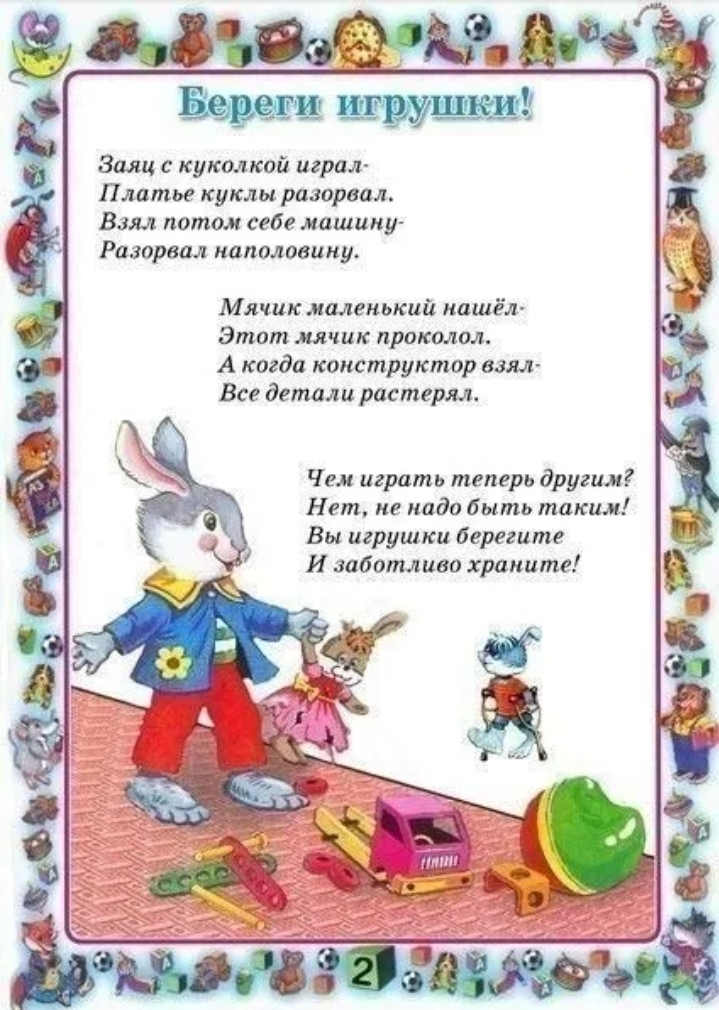 Береги игрушки!
Заяц с куколкой играл-
Платье куклы разорвал.
Взял потом себе машину-
Разорвал наполовину.
Мячик маленький нашёл-
Этот мячик проколол.
А когда конструктор взял-
Все детали растерял.
Чем играть теперь другим?
Нет, не надо быть таким!
Вы игрушки берегите
И заботливо храните!
2